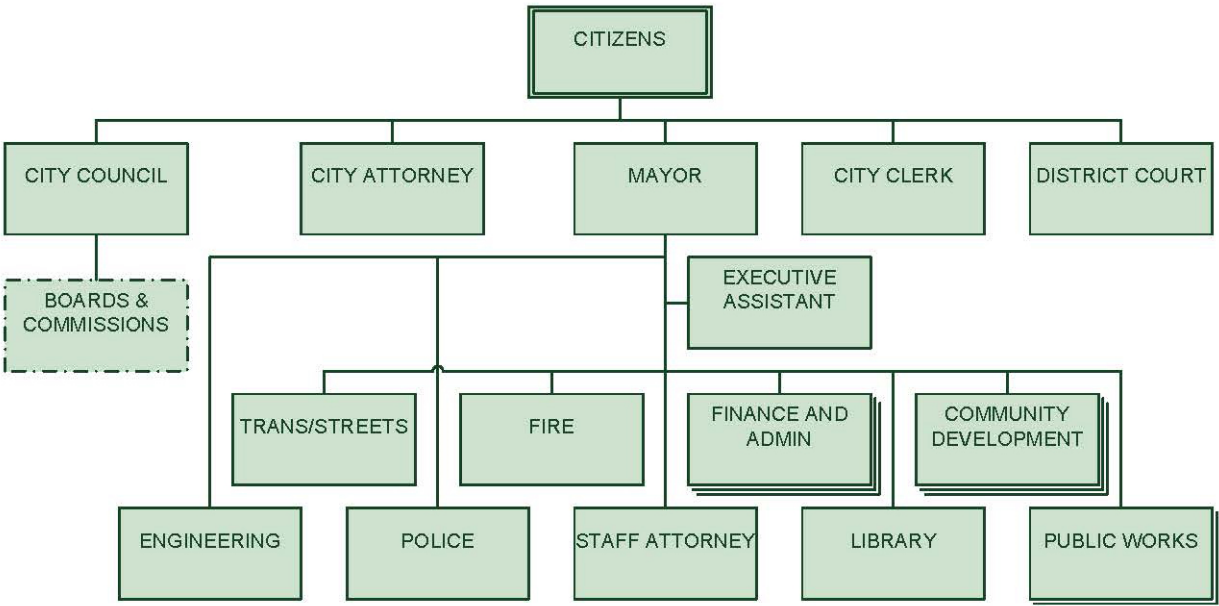 CITIZENS
CITY COUNCIL
CITY ATTORNEY
MAYOR
CITY CLERK
DISTRICT COURT
BOARDS &
COMMISSIONS
EXECUTIVE
ASSISTANT
TRANS/STREETS
FIRE
FINANCE AND
ADMIN
COMMUNITY
DEVELOPMENT
ENGINEERING
POLICE
STAFF ATTORNEY
LIBRARY
PUBLIC WORKS